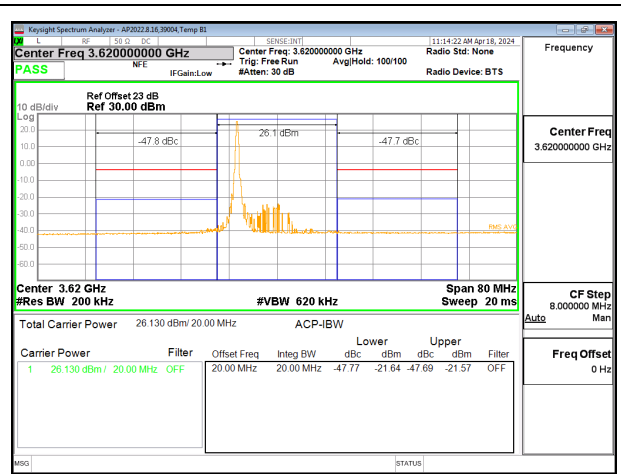 Keysight Spectrum Analyzer - AP2022.8.16,39004,Temp B1
L RF 50 Ω DC SENSE:INT 11:14:22 AM Apr 18, 2024
Center Freq 3.620000000 GHz
Center Freq: 3.620000000 GHz
Radio Std: None
PASS
NFE
IFGain:Low
Trig: Free Run
Avg|Hold: 100/100
#Atten: 30 dB
Radio Device: BTS
Frequency
Ref Offset 23 dB
10 dB/div Ref 30.00 dBm
Log
20.0
10.0
0.00
-10.0
-20.0
-30.0
-40.0
-50.0
-60.0
-47.8 dBc
26.1 dBm
-47.7 dBc
RMS AVG
Center Freq
3.620000000 GHz
Center 3.62 GHz
Span 80 MHz
#Res BW 200 kHz
#VBW 620 kHz
Sweep 20 ms
CF Step
8.000000 MHz
Auto Man
Total Carrier Power 26.130 dBm/ 20.00 MHz
ACP-IBW
Lower Upper
Carrier Power Filter
Offset Freq Integ BW dBc dBm dBc dBm Filter
1 26.130 dBm / 20.00 MHz OFF
20.00 MHz 20.00 MHz -47.77 -21.64 -47.69 -21.57 OFF
Freq Offset
0 Hz
MSG
STATUS